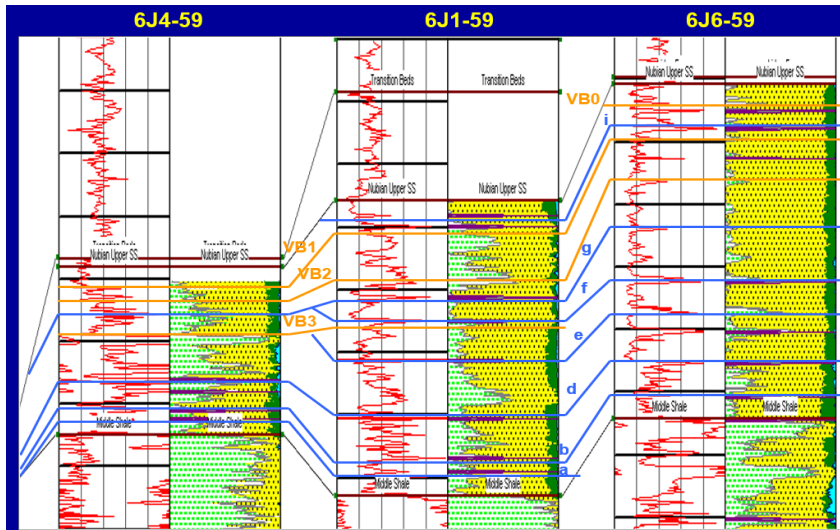 6J4-59 6J1-59 6J6-59
Nubian Upper SS Nubian Upper SS
Transition Beds Transition Beds
VB0
i
Nubian Upper SS Nubian Upper SS
VB1
g
Nubian Upper SS Nubian Upper SS
VB2
f
VB3
e
d
Middle Shale Middle Shale
Middle Shale Middle Shale
b
a
Middle Shale Middle Shale